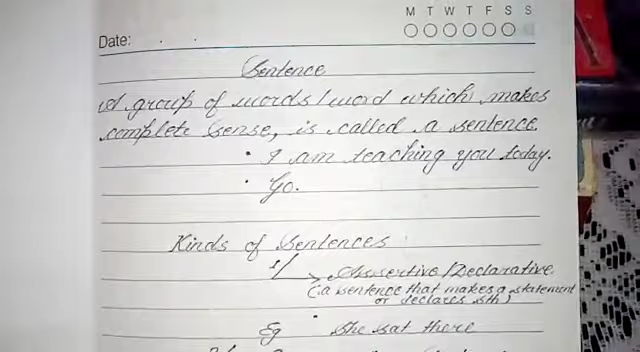 M T W T F S S
Date:
Sentence
A group of words/word which makes
complete sense, is called a sentence.
• I am teaching you today.
• Go.
Kinds of Sentences
1/ → Assertive/Declarative
(a sentence that makes a statement
or declares sth)
Eg • She sat there